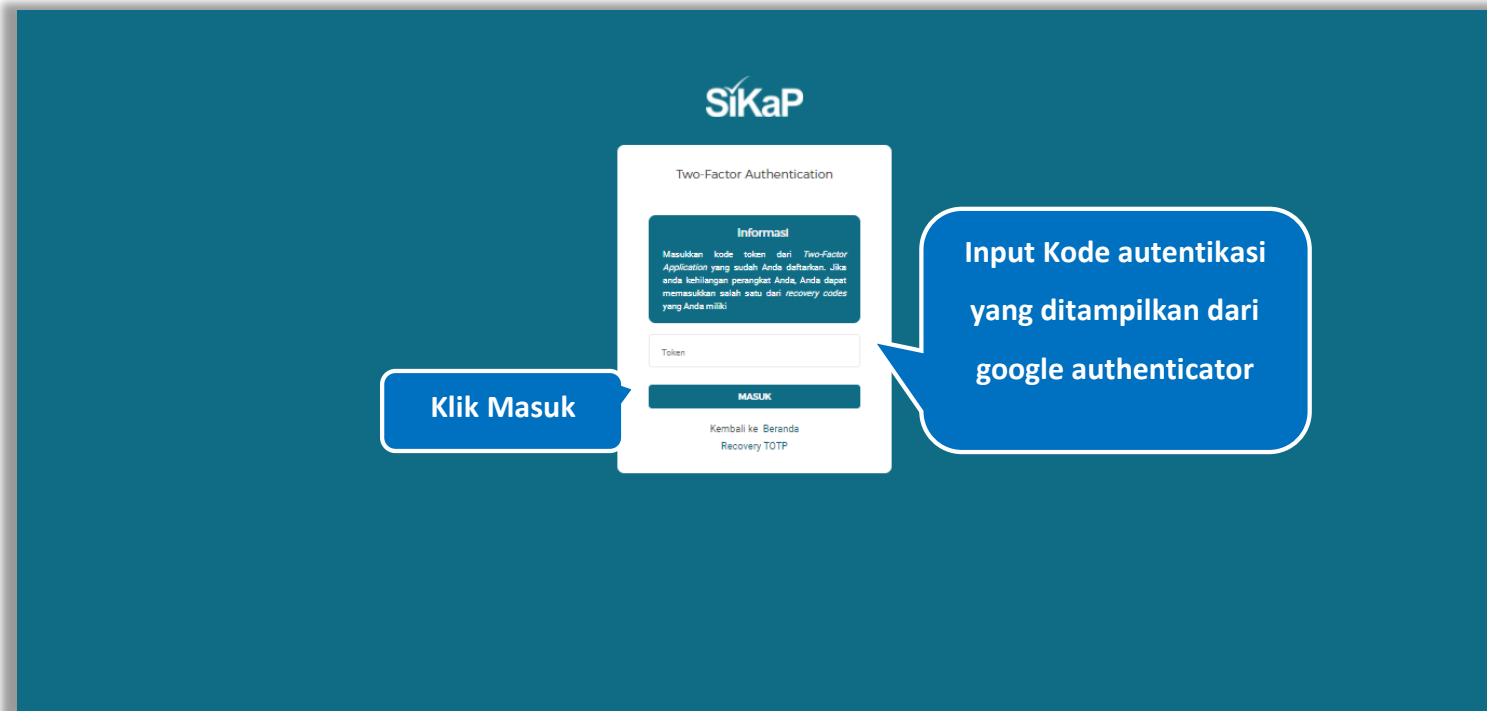 SiKaP
Two-Factor Authentication
Informasi
Masukkan kode token dari Two-Factor
Application yang sudah Anda daftarkan. Jika
anda kehilangan perangkat Anda, Anda dapat
memasukkan salah satu dari recovery codes
yang Anda miliki
Token
MASUK
Kembali ke Beranda
Recovery TOTP
Klik Masuk
Input Kode autentikasi
yang ditampilkan dari
google authenticator